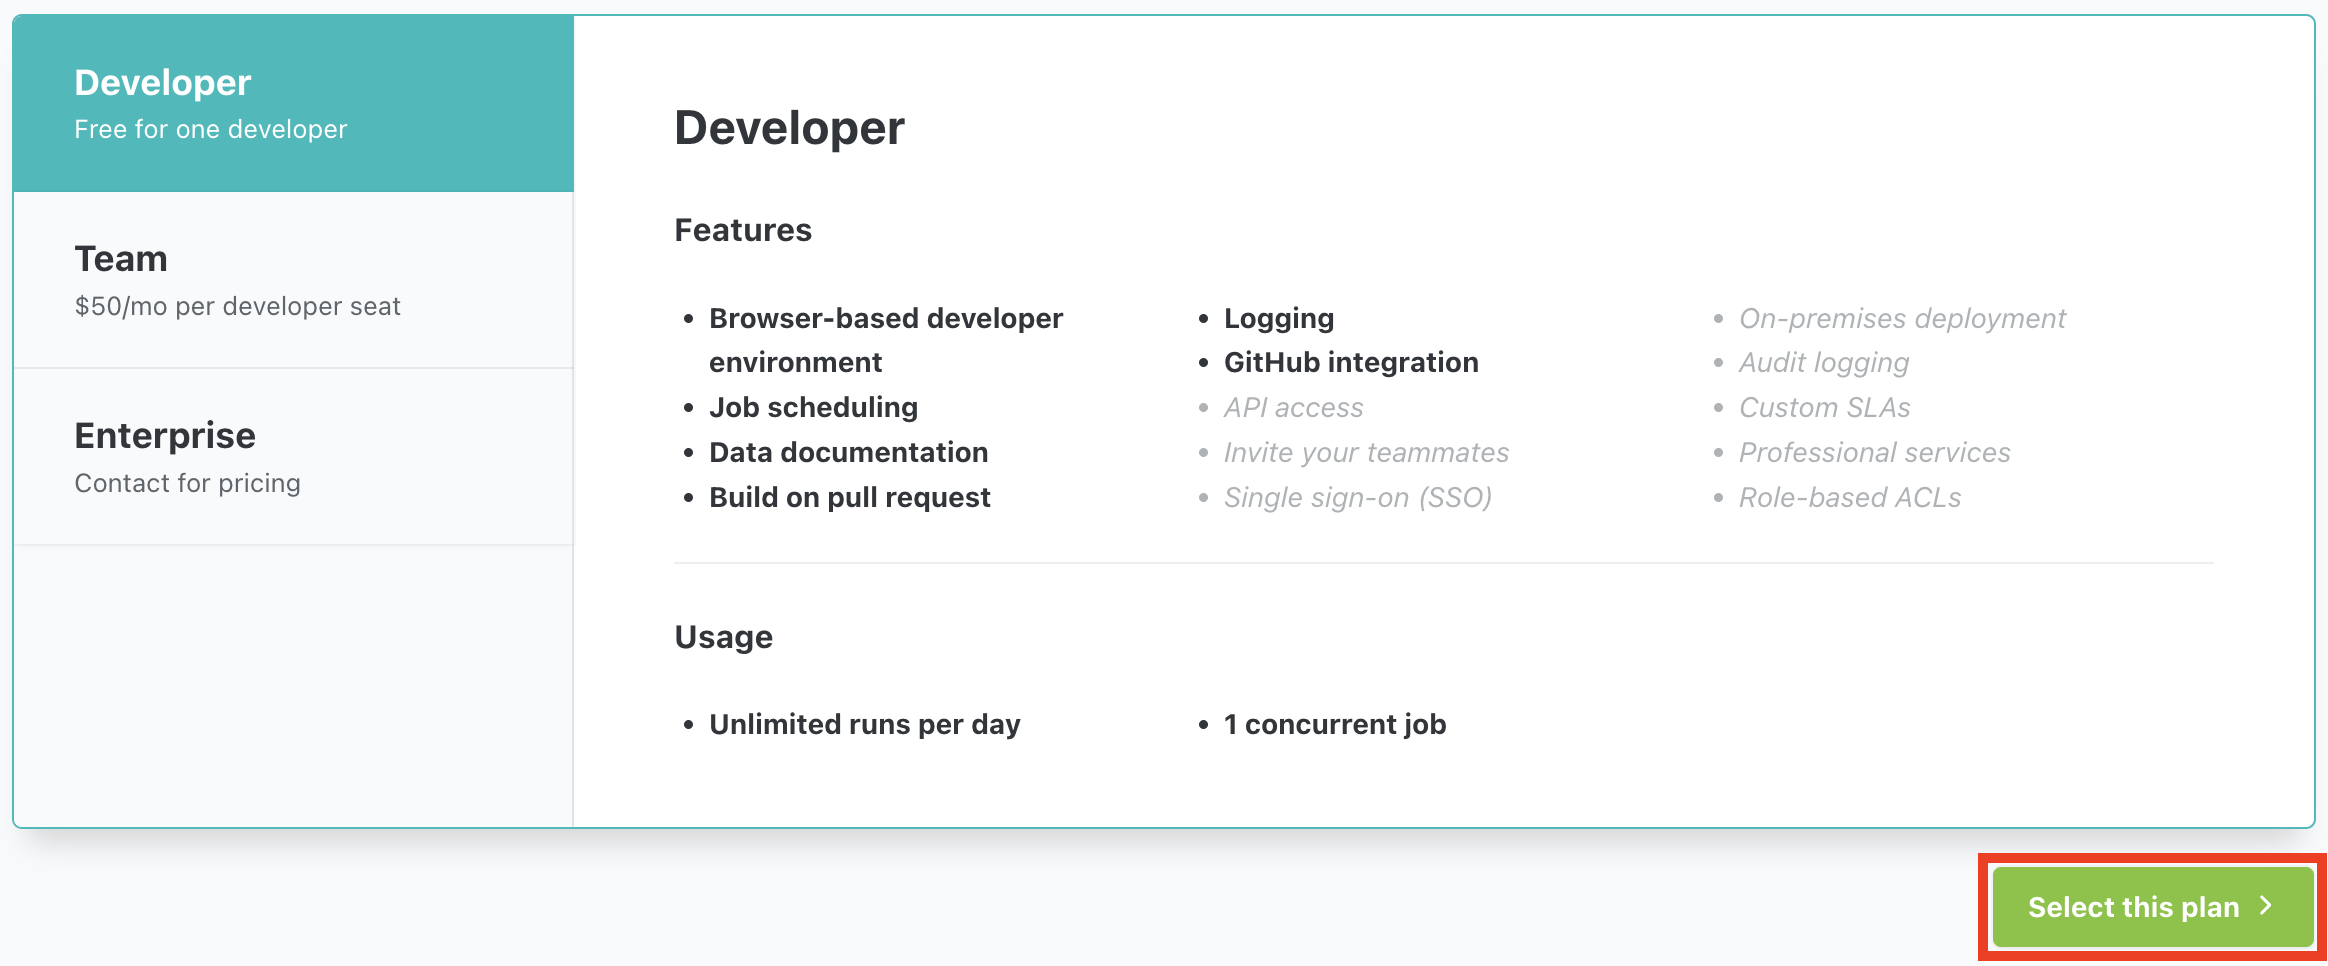 Developer
Free for one developer
Team
$50/mo per developer seat
Enterprise
Contact for pricing
Developer
Features
Browser-based developer
environment
Job scheduling
Data documentation
Build on pull request
Logging
GitHub integration
API access
Invite your teammates
Single sign-on (SSO)
On-premises deployment
Audit logging
Custom SLAs
Professional services
Role-based ACLs
Usage
Unlimited runs per day
1 concurrent job
Select this plan